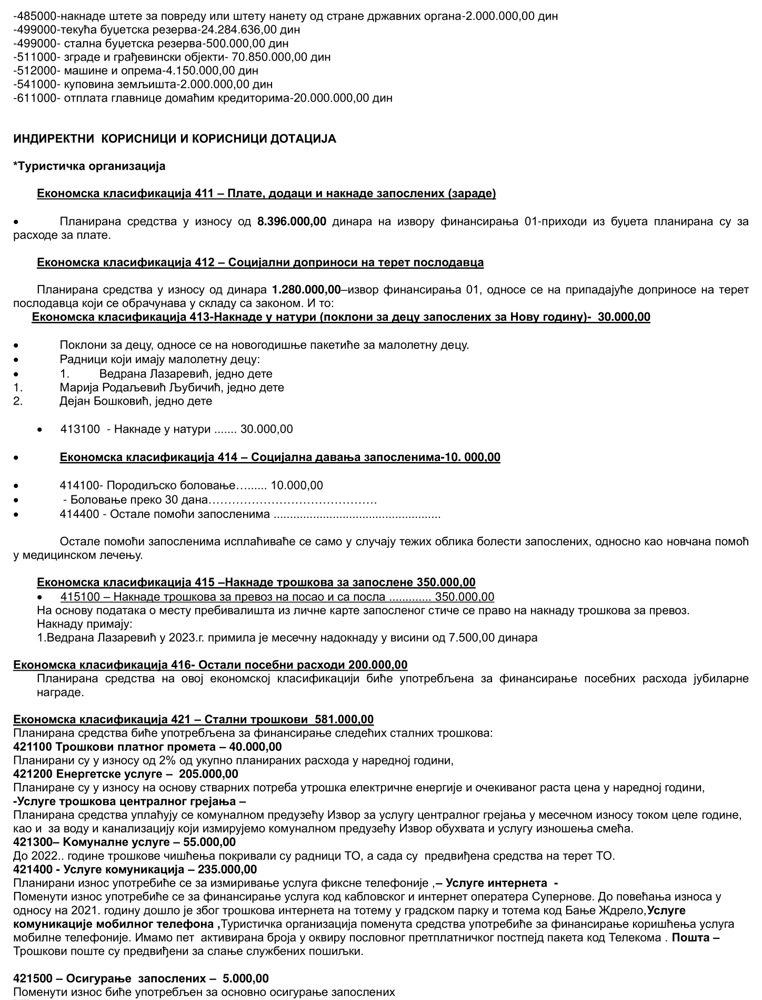 -485000-накнаде штете за повреду или штету нанету од стране државних органа-2.000.000,00 дин
-499000-текућа буџетска резерва-24.284.636,00 дин
-499000- стална буџетска резерва-500.000,00 дин
-511000- зграде и грађевински објекти- 70.850.000,00 дин
-512000- машине и опрема-4.150.000,00 дин
-541000- куповина земљишта-2.000.000,00 дин
-611000- отплата главнице домаћим кредиторима-20.000.000,00 дин
ИНДИРЕКТНИ  КОРИСНИЦИ И КОРИСНИЦИ ДОТАЦИЈА
*Туристичка организација
Економска класификација 411 – Плате, додаци и накнаде запослених (зараде)
• Планирана средства у износу од 8.396.000,00 динара на извору финансирања 01-приходи из буџета планирана су за
расходе за плате.
Економска класификација 412 – Социјални доприноси на терет послодавца
Планирана средства у износу од динара 1.280.000,00–извор финансирања 01, односе се на припадајуће доприносе на терет
послодавца који се обрачунава у складу са законом. И то:
Економска класификација 413-Накнаде у натури (поклони за децу запослених за Нову годину)-  30.000,00
• Поклони за децу, односе се на новогодишње пакетиће за малолетну децу.
• Радници који имају малолетну децу:
• 1. Ведрана Лазаревић, једно дете
1. Марија Родаљевић Љубичић, једно дете
2. Дејан Бошковић, једно дете
• 413100  - Накнаде у натури ....... 30.000,00
• Економска класификација 414 – Социјална давања запосленима-10. 000,00
• 414100- Породиљско боловање…...... 10.000,00
• - Боловање преко 30 дана…………………………………….
• 414400 - Остале помоћи запосленима ...................................................
Остале помоћи запосленима исплаћиваће се само у случају тежих облика болести запослених, односно као новчана помоћ
у медицинском лечењу.
Економска класификација 415 –Накнаде трошкова за запослене 350.000,00
• 415100 – Накнаде трошкова за превоз на посао и са посла ............. 350.000,00
На основу података о месту пребивалишта из личне карте запосленог стиче се право на накнаду трошкова за превоз.
Накнаду примају:
1.Ведрана Лазаревић у 2023.г. примила је месечну надокнаду у висини од 7.500,00 динара
Економска класификација 416- Остали посебни расходи 200.000,00
Планирана средства на овој економској класификацији биће употребљена за финансирање посебних расхода јубиларне
награде.
Економска класификација 421 – Стални трошкови  581.000,00
Планирана средства биће употребљена за финансирање следећих сталних трошкова:
421100 Трошкови платног промета – 40.000,00
Планирани су у износу од 2% од укупно планираних расхода у наредној години,
421200 Енергетске услуге –  205.000,00
Планиране су у износу на основу стварних потреба утрошка електричне енергије и очекиваног раста цена у наредној години,
-Услуге трошкова централног грејања –
Планирана средства уплаћују се комуналном предузећу Извор за услугу централног грејања у месечном износу током целе године,
као и  за воду и канализацију који измирујемо комуналном предузећу Извор обухвата и услугу изношења смећа.
421300– Комуналне услуге – 55.000,00
До 2022.. године трошкове чишћења покривали су радници ТО, а сада су  предвиђена средства на терет ТО.
421400 - Услуге комуникација – 235.000,00
Планирани износ употребиће се за измиривање услуга фиксне телефоније ,– Услуге интернета  -
Поменути износ употребиће се за финансирање услуга код кабловског и интернет оператера Супернове. До повећања износа у
односу на 2021. годину дошло је због трошкова интернета на тотему у градском парку и тотема код Бање Ждрело,Услуге
комуникације мобилног телефона ,Туристичка организација поменута средства употребиће за финансирање коришћења услуга
мобилне телефоније. Имамо пет  активирана броја у оквиру пословног претплатничког постпејд пакета код Телекома . Пошта –
Трошкови поште су предвиђени за слање службених пошиљки.
421500 – Осигурање  запослених –  5.000,00
Поменути износ биће употребљен за основно осигурање запослених